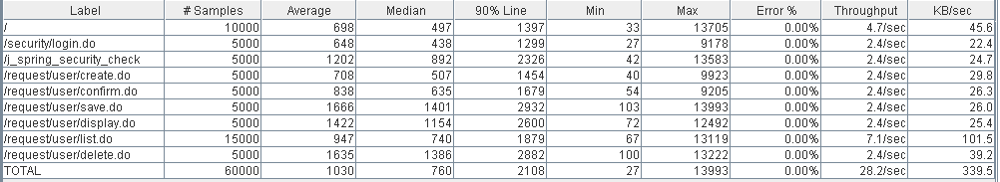 Label # Samples Average Median 90% Line Min Max Error % Throughput KB/sec
/ 10000 698 497 1397 33 13705 0.00% 4.7/sec 45.6
/security/login.do 5000 648 438 1299 27 9178 0.00% 2.4/sec 22.4
/j_spring_security_check 5000 1202 892 2326 42 13583 0.00% 2.4/sec 24.7
/request/user/create.do 5000 708 507 1454 40 9923 0.00% 2.4/sec 29.8
/request/user/confirm.do 5000 838 635 1679 54 9205 0.00% 2.4/sec 26.3
/request/user/save.do 5000 1666 1401 2932 103 13993 0.00% 2.4/sec 26.0
/request/user/display.do 5000 1422 1154 2600 72 12492 0.00% 2.4/sec 25.4
/request/user/list.do 15000 947 740 1879 67 13119 0.00% 7.1/sec 101.5
/request/user/delete.do 5000 1635 1386 2882 100 13222 0.00% 2.4/sec 39.2
TOTAL 60000 1030 760 2108 27 13993 0.00% 28.2/sec 339.5